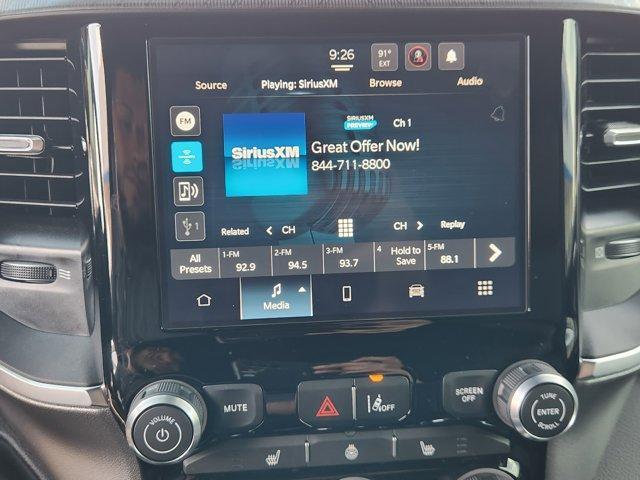 9:26
91°
EXT
Source Playing: SiriusXM Browse Audio
FM
SIRIUSXM
PREVIEW
Ch 1
SiriusXM
Great Offer Now!
844-711-8800
1
Related < CH CH > Replay
All Presets
1-FM 92.9
2-FM 94.5
3-FM 93.7
4 Hold to Save
5-FM 88.1
Media
VOLUME
MUTE
OFF
SCREEN OFF
TUNE
ENTER
SCROLL